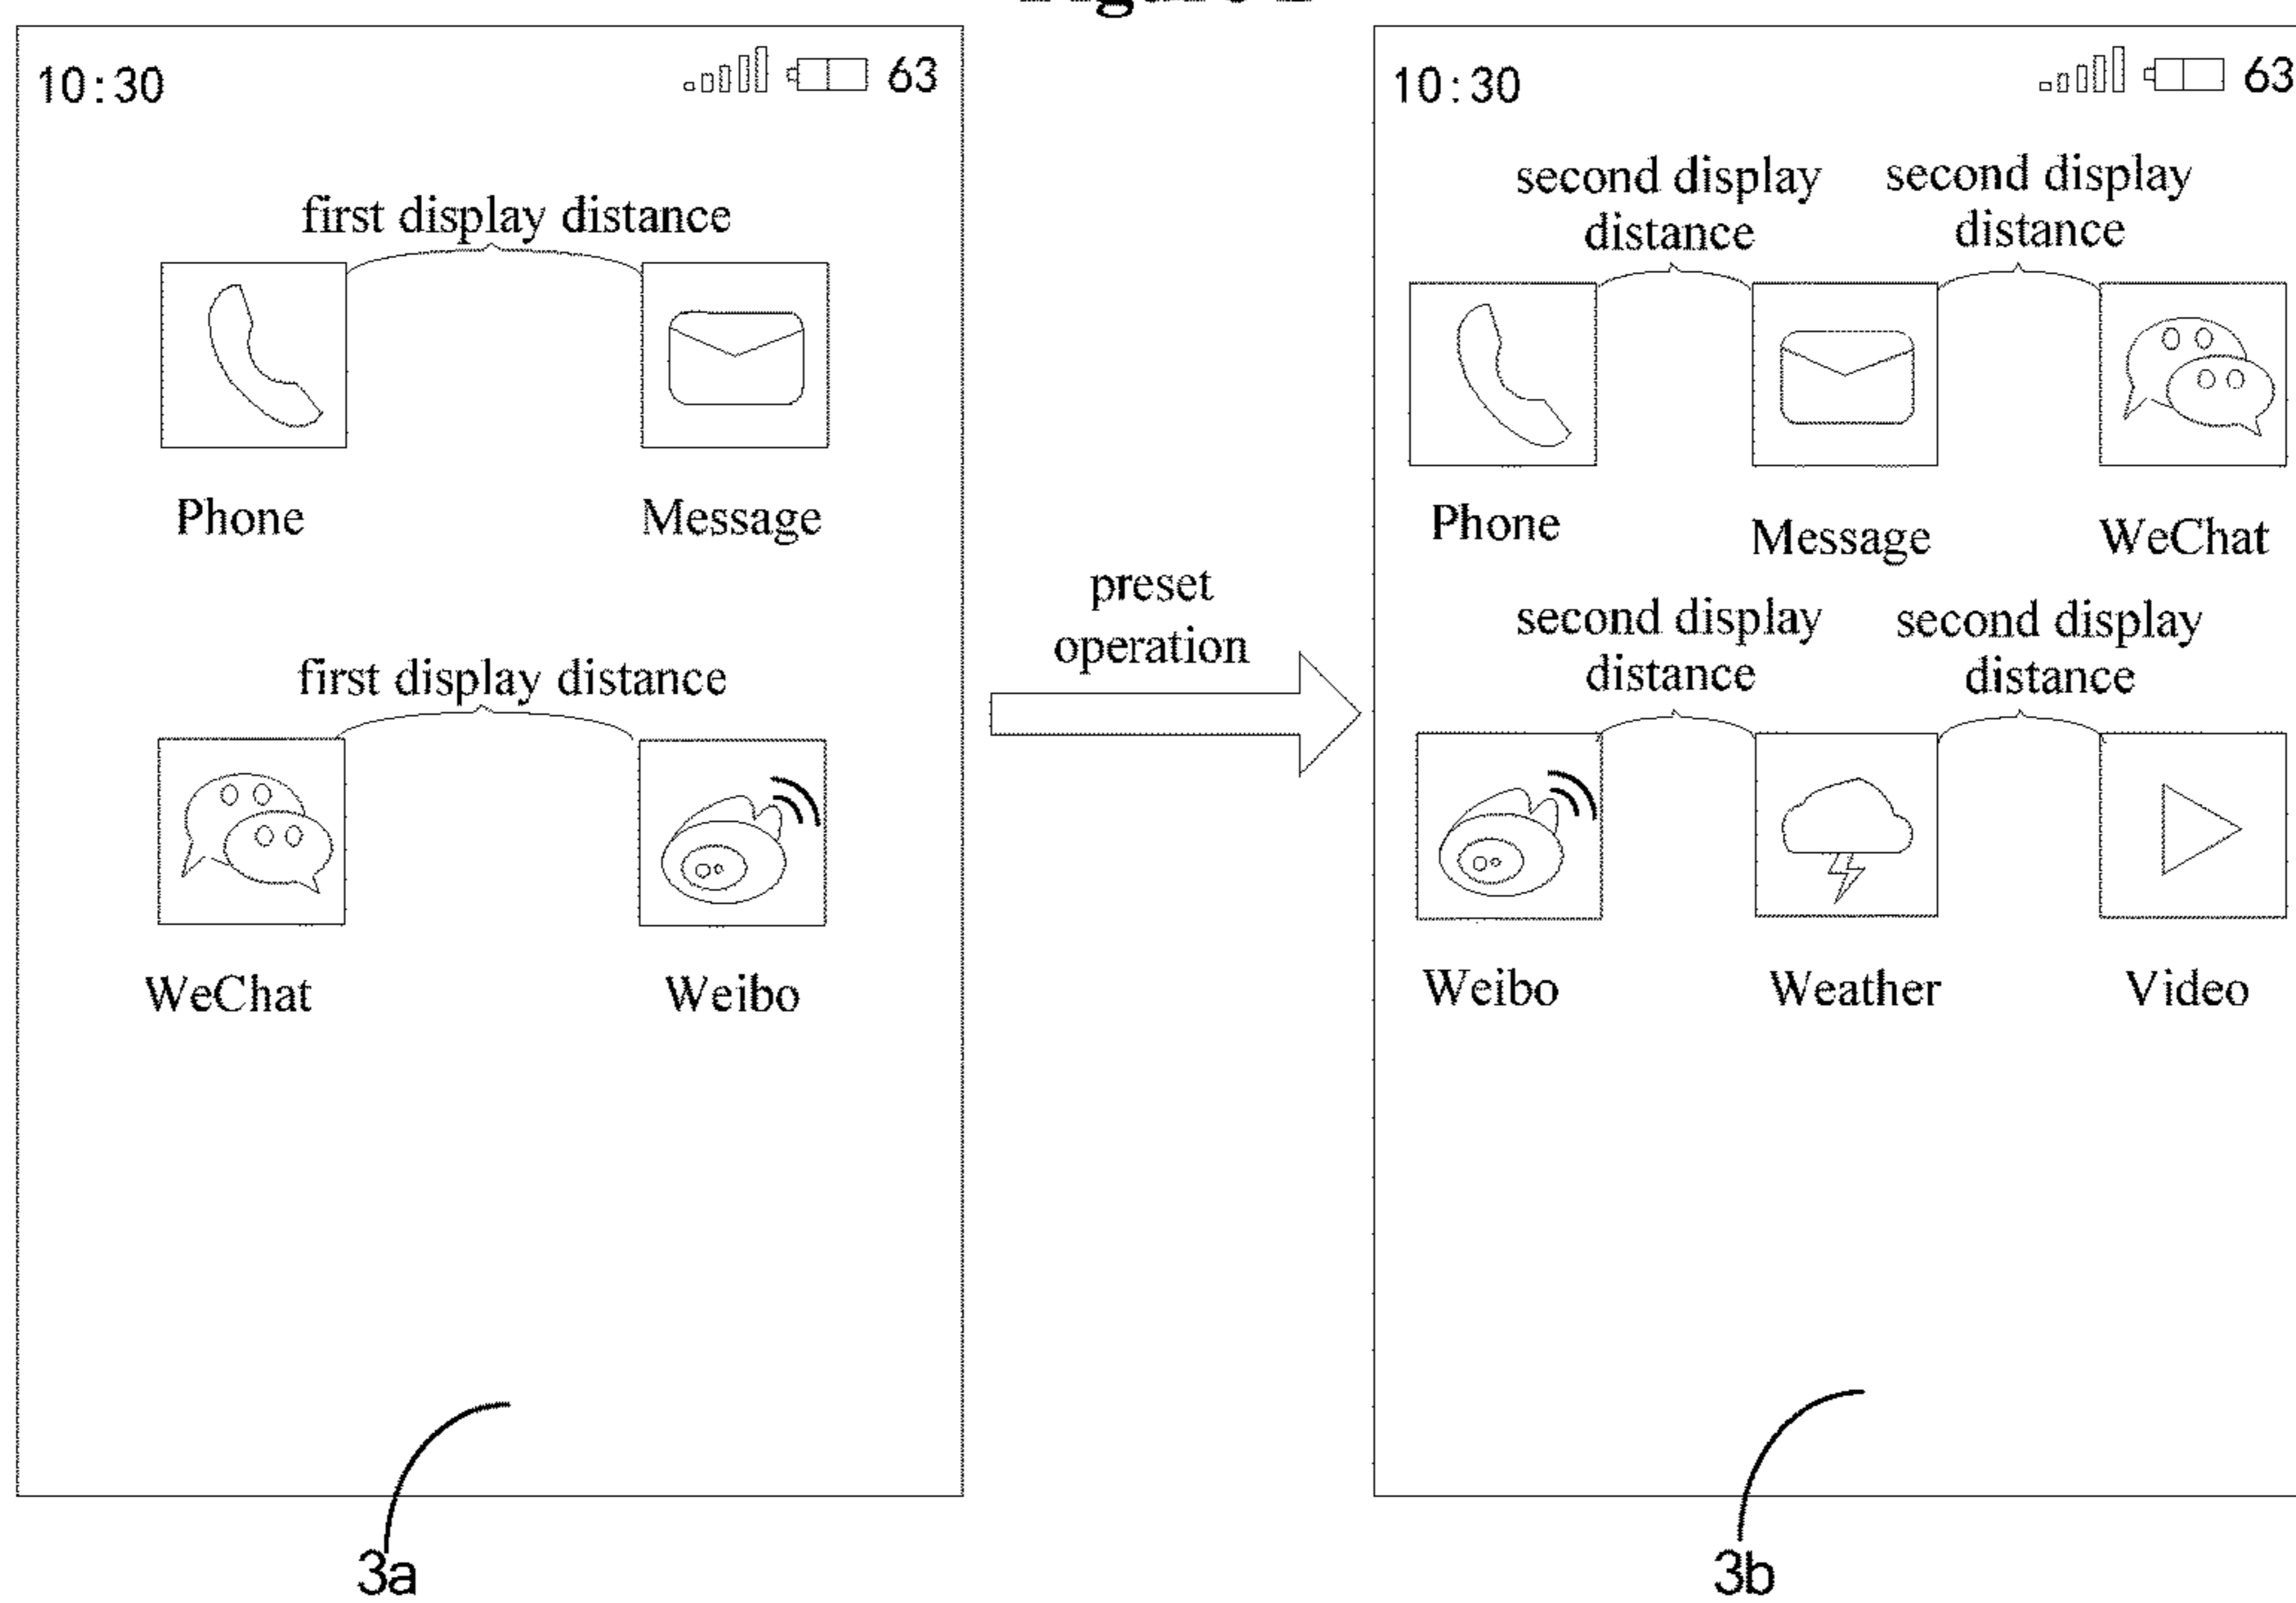 10:30
63
first display distance
Phone
Message
first display distance
WeChat
Weibo
3a
preset
operation
10:30
63
second display
distance
second display
distance
Phone
Message
WeChat
second display
distance
second display
distance
Weibo
Weather
Video
3b